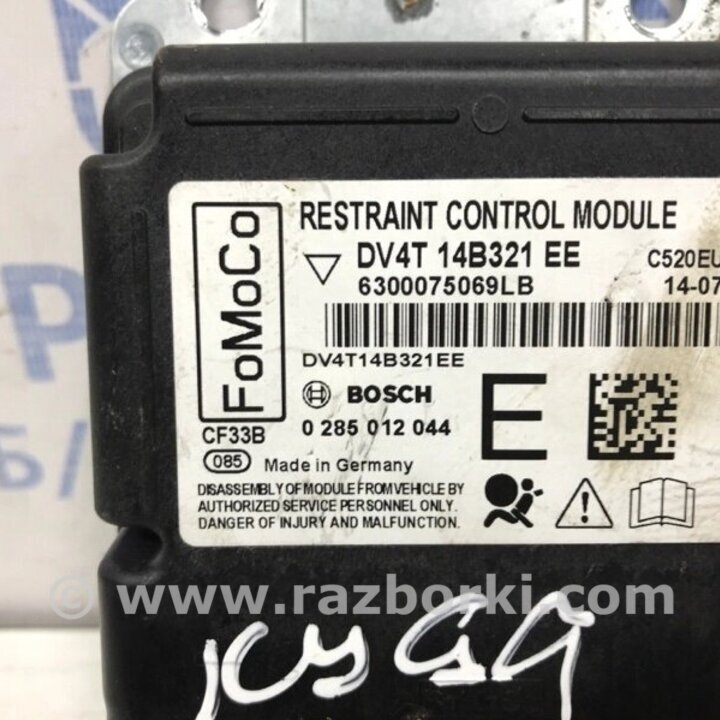 FoMoCo
RESTRAINT CONTROL MODULE
DV4T 14B321 EE C520EU
6300075069LB 14-07
DV4T14B321EE
BOSCH
E
0 285 012 044
CF33B
085 Made in Germany
DISASSEMBLY OF MODULE FROM VEHICLE BY
AUTHORIZED SERVICE PERSONNEL ONLY.
DANGER OF INJURY AND MALFUNCTION.
© www.razborki.com